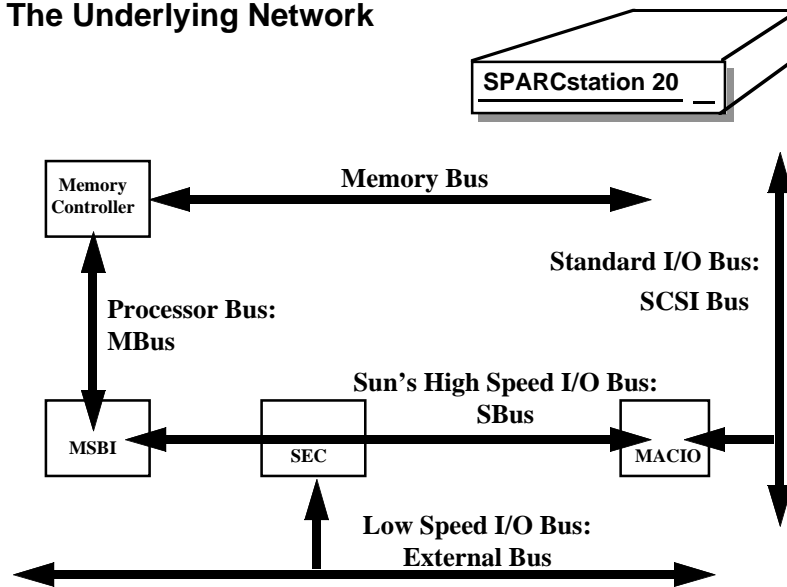 The Underlying Network
SPARCstation 20
Memory
Controller
Memory Bus
Standard I/O Bus:
SCSI Bus
Processor Bus:
MBus
Sun's High Speed I/O Bus:
SBus
MSBI
SEC
MACIO
Low Speed I/O Bus:
External Bus